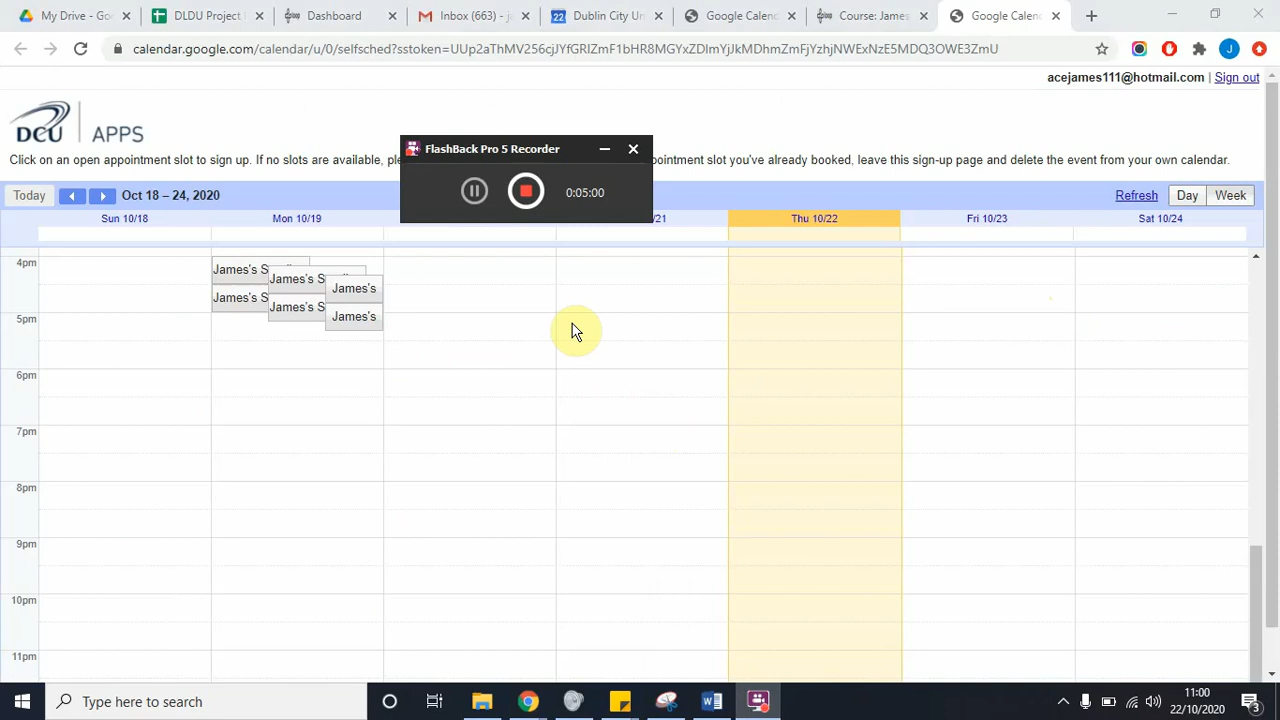 My Drive - Goo
DLDU Project
Dashboard
Inbox (663) - ja
Dublin City Uni
Google Calend
Course: James
Google Calend
calendar.google.com/calendar/u/0/selfsched?sstoken=UUp2aThMV256cjJYfGRlZmF1bHR8MGYxZDlmYjJkMDhmZmFjYzhjNWExNzE5MDQ3OWE3ZmU
J
acejames111@hotmail.com | Sign out
DCU APPS
Click on an open appointment slot to sign up. If no slots are available, ple
pointment slot you've already booked, leave this sign-up page and delete the event from your own calendar.
FlashBack Pro 5 Recorder
0:05:00
Today
Oct 18 – 24, 2020
Refresh
Day
Week
Sun 10/18
Mon 10/19
/21
Thu 10/22
Fri 10/23
Sat 10/24
4pm
James's S
James's S
James's
James's S
James's S
James's
5pm
6pm
7pm
8pm
9pm
10pm
11pm
Type here to search
11:00
22/10/2020
3